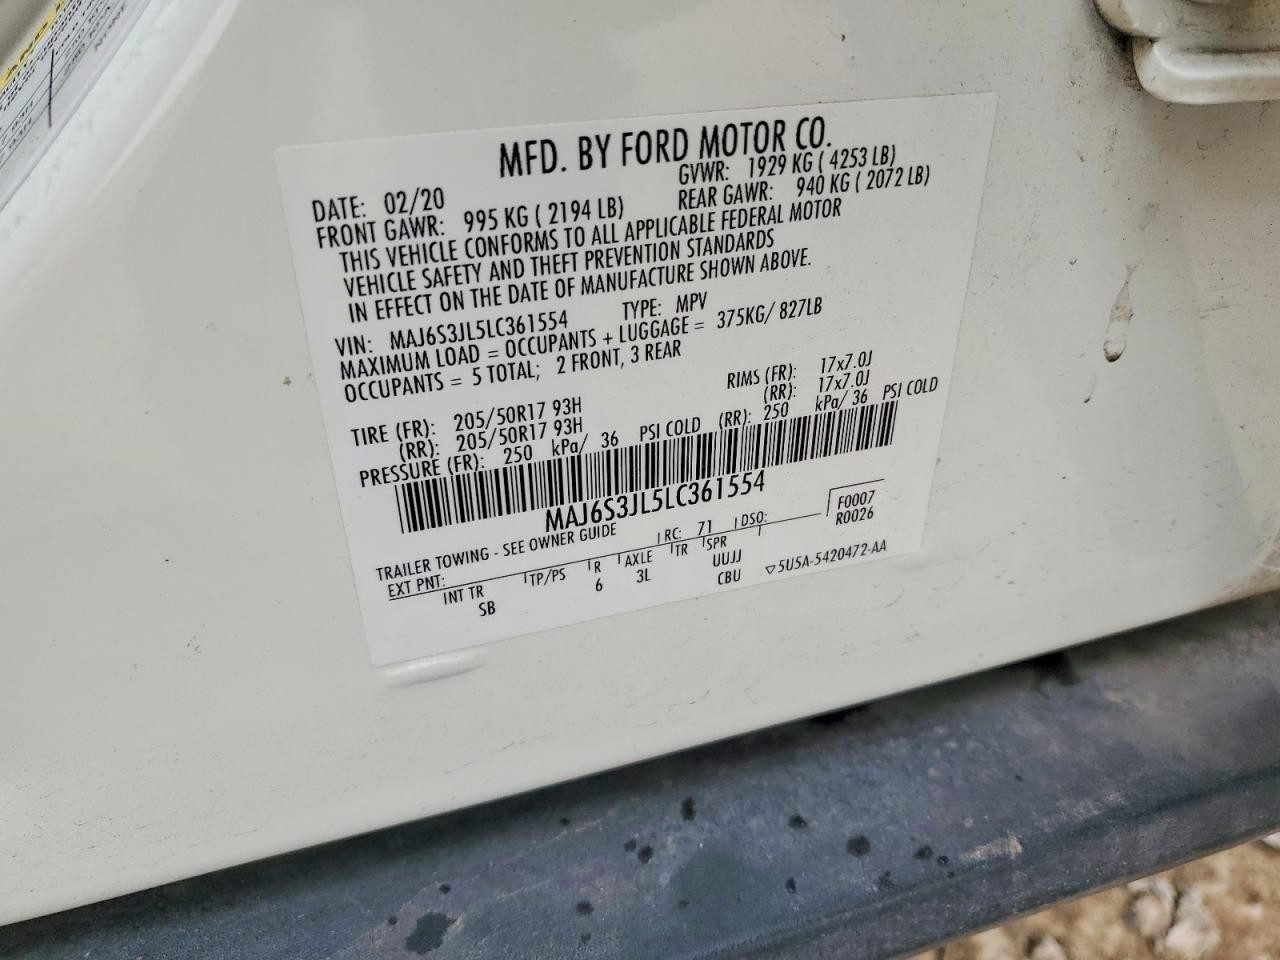 MFD. BY FORD MOTOR CO.
DATE: 02/20 GVWR: 1929 KG ( 4253 LB)
FRONT GAWR: 995 KG ( 2194 LB) REAR GAWR: 940 KG ( 2072 LB)
THIS VEHICLE CONFORMS TO ALL APPLICABLE FEDERAL MOTOR
VEHICLE SAFETY AND THEFT PREVENTION STANDARDS
IN EFFECT ON THE DATE OF MANUFACTURE SHOWN ABOVE.
VIN: MAJ6S3JL5LC361554 TYPE: MPV
MAXIMUM LOAD = OCCUPANTS + LUGGAGE = 375KG/ 827LB
OCCUPANTS = 5 TOTAL; 2 FRONT, 3 REAR
TIRE (FR): 205/50R17 93H RIMS (FR): 17x7.0J
(RR): 205/50R17 93H (RR): 17x7.0J
PRESSURE (FR): 250 kPa/ 36 PSI COLD (RR): 250 kPa/ 36 PSI COLD
MAJ6S3JL5LC361554
TRAILER TOWING - SEE OWNER GUIDE
EXT PNT: RC: 71 DSO: F0007
R0026
INT TR TP/PS R AXLE TR SPR
SB 6 3L UUJJ
CBU ▽5U5A-5420472-AA
NONE